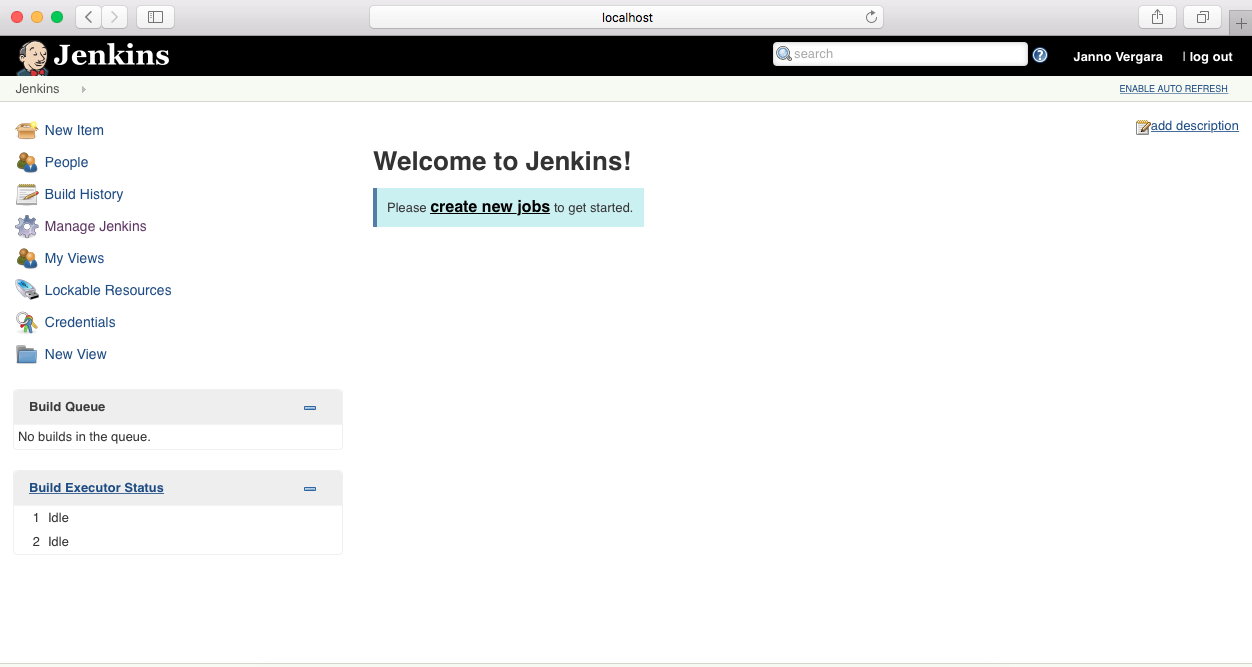 localhost
Jenkins
search
Janno Vergara | log out
Jenkins
ENABLE AUTO REFRESH
New Item
People
Build History
Manage Jenkins
My Views
Lockable Resources
Credentials
New View
add description
Welcome to Jenkins!
Please create new jobs to get started.
Build Queue
No builds in the queue.
Build Executor Status
1 Idle
2 Idle